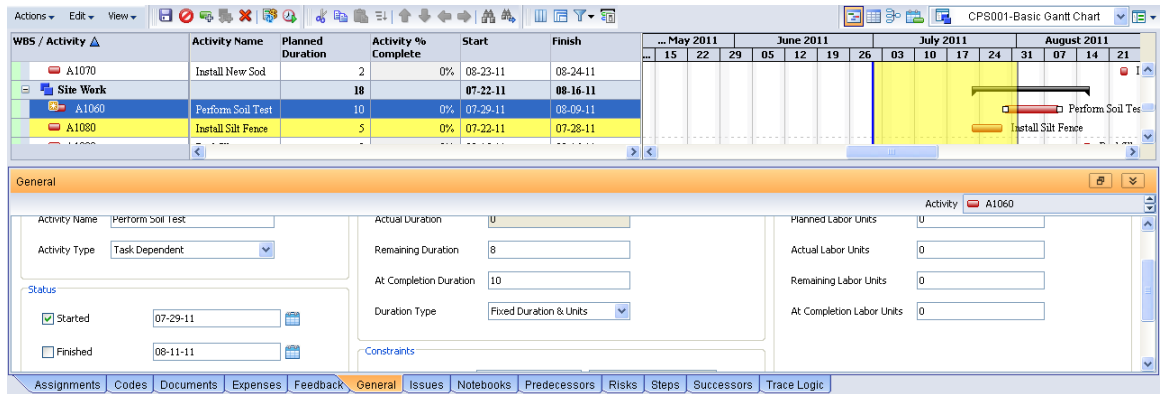 Actions Edit View CPS001-Basic Gantt Chart
WBS / Activity Activity Name Planned Duration Activity % Complete Start Finish ... May 2011 June 2011 July 2011 August 2011
... 15 22 29 05 12 19 26 03 10 17 24 31 07 14 21
A1070 Install New Sod 2 0% 08-23-11 08-24-11
Site Work 18 07-22-11 08-16-11
A1060 Perform Soil Test 10 0% 07-29-11 08-09-11 Perform Soil Tes
A1080 Install Silt Fence 5 0% 07-22-11 07-28-11 Install Silt Fence
General
Activity A1060
Activity Name Perform Soil Test Actual Duration 0 Planned Labor Units 0
Activity Type Task Dependent Remaining Duration 8 Actual Labor Units 0
At Completion Duration 10 Remaining Labor Units 0
Status
Started 07-29-11 Duration Type Fixed Duration & Units At Completion Labor Units 0
Finished 08-11-11 Constraints
Assignments Codes Documents Expenses Feedback General Issues Notebooks Predecessors Risks Steps Successors Trace Logic